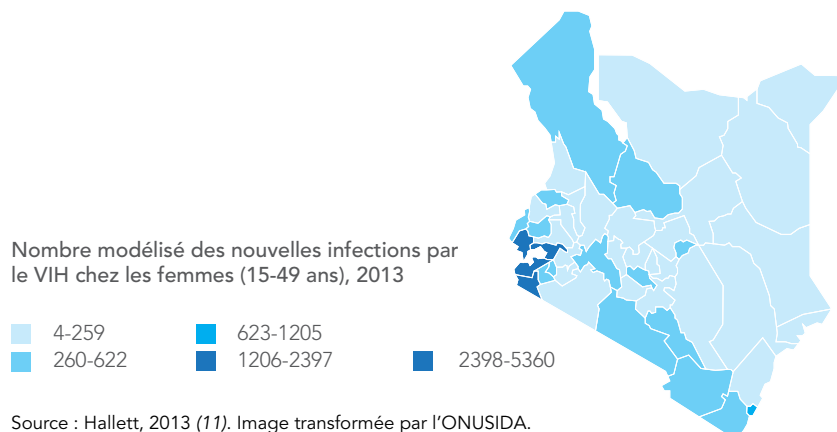 Nombre modélisé des nouvelles infections par
le VIH chez les femmes (15-49 ans), 2013
4-259 623-1205
260-622 1206-2397 2398-5360
Source : Hallett, 2013 (11). Image transformée par l'ONUSIDA.